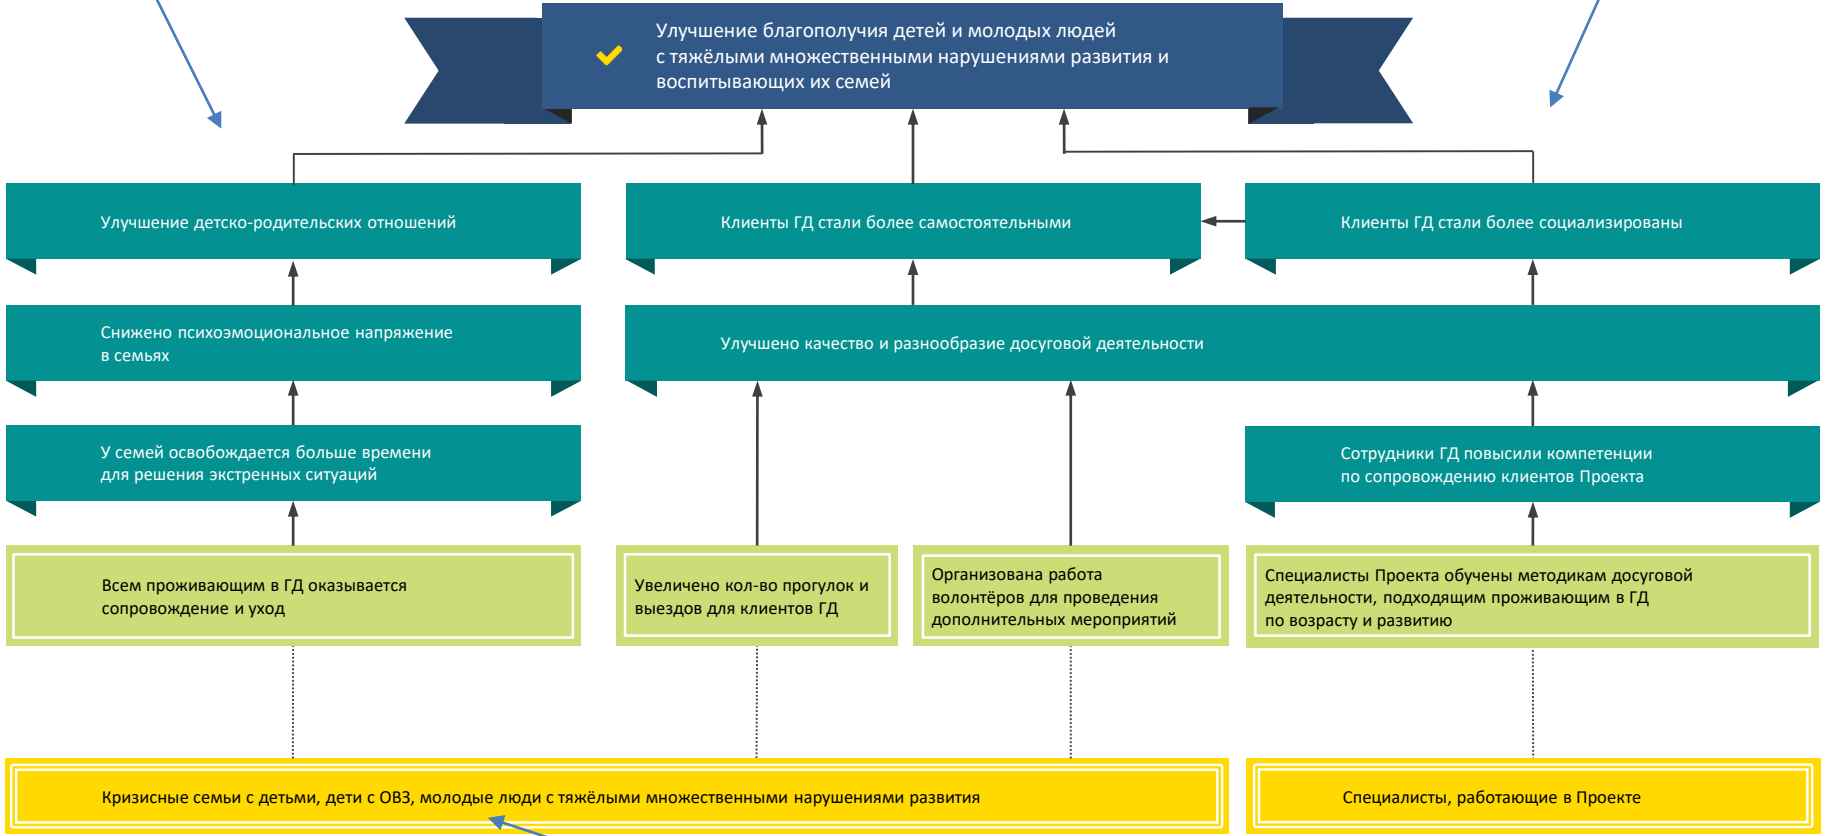 Улучшение благополучия детей и молодых людей
с тяжёлыми множественными нарушениями развития и
воспитывающих их семей
Улучшение детско-родительских отношений
Клиенты ГД стали более самостоятельными
Клиенты ГД стали более социализированы
Снижено психоэмоциональное напряжение
в семьях
Улучшено качество и разнообразие досуговой деятельности
У семей освобождается больше времени
для решения экстренных ситуаций
Сотрудники ГД повысили компетенции
по сопровождению клиентов Проекта
Всем проживающим в ГД оказывается
сопровождение и уход
Увеличено кол-во прогулок и
выездов для клиентов ГД
Организована работа
волонтёров для проведения
дополнительных мероприятий
Специалисты Проекта обучены методикам досуговой
деятельности, подходящим проживающим в ГД
по возрасту и развитию
Кризисные семьи с детьми, дети с ОВЗ, молодые люди с тяжёлыми множественными нарушениями развития
Специалисты, работающие в Проекте